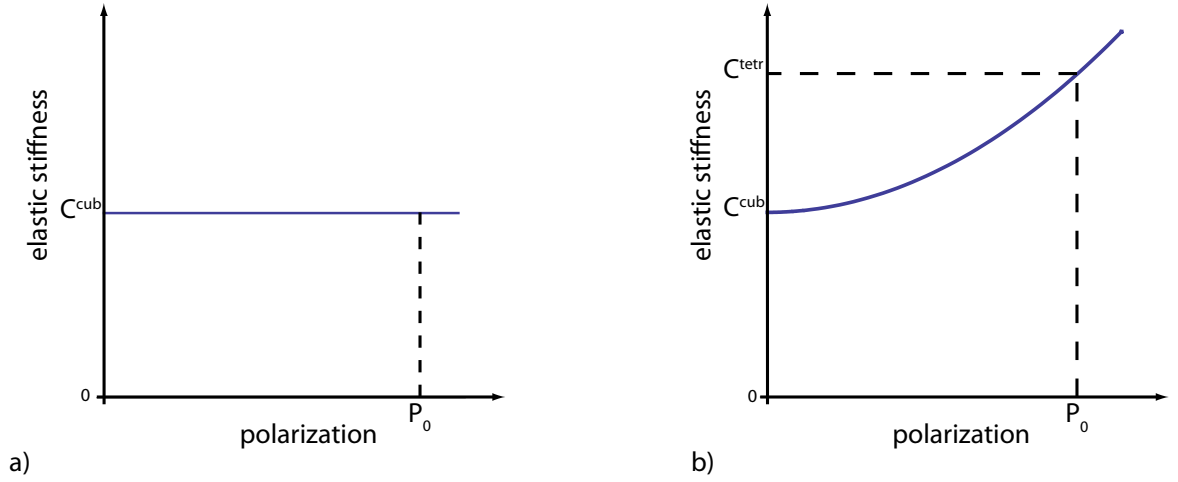 elastic stiffness
C^cub
0
P_0
polarization
a)
elastic stiffness
C^tetr
C^cub
0
P_0
polarization
b)